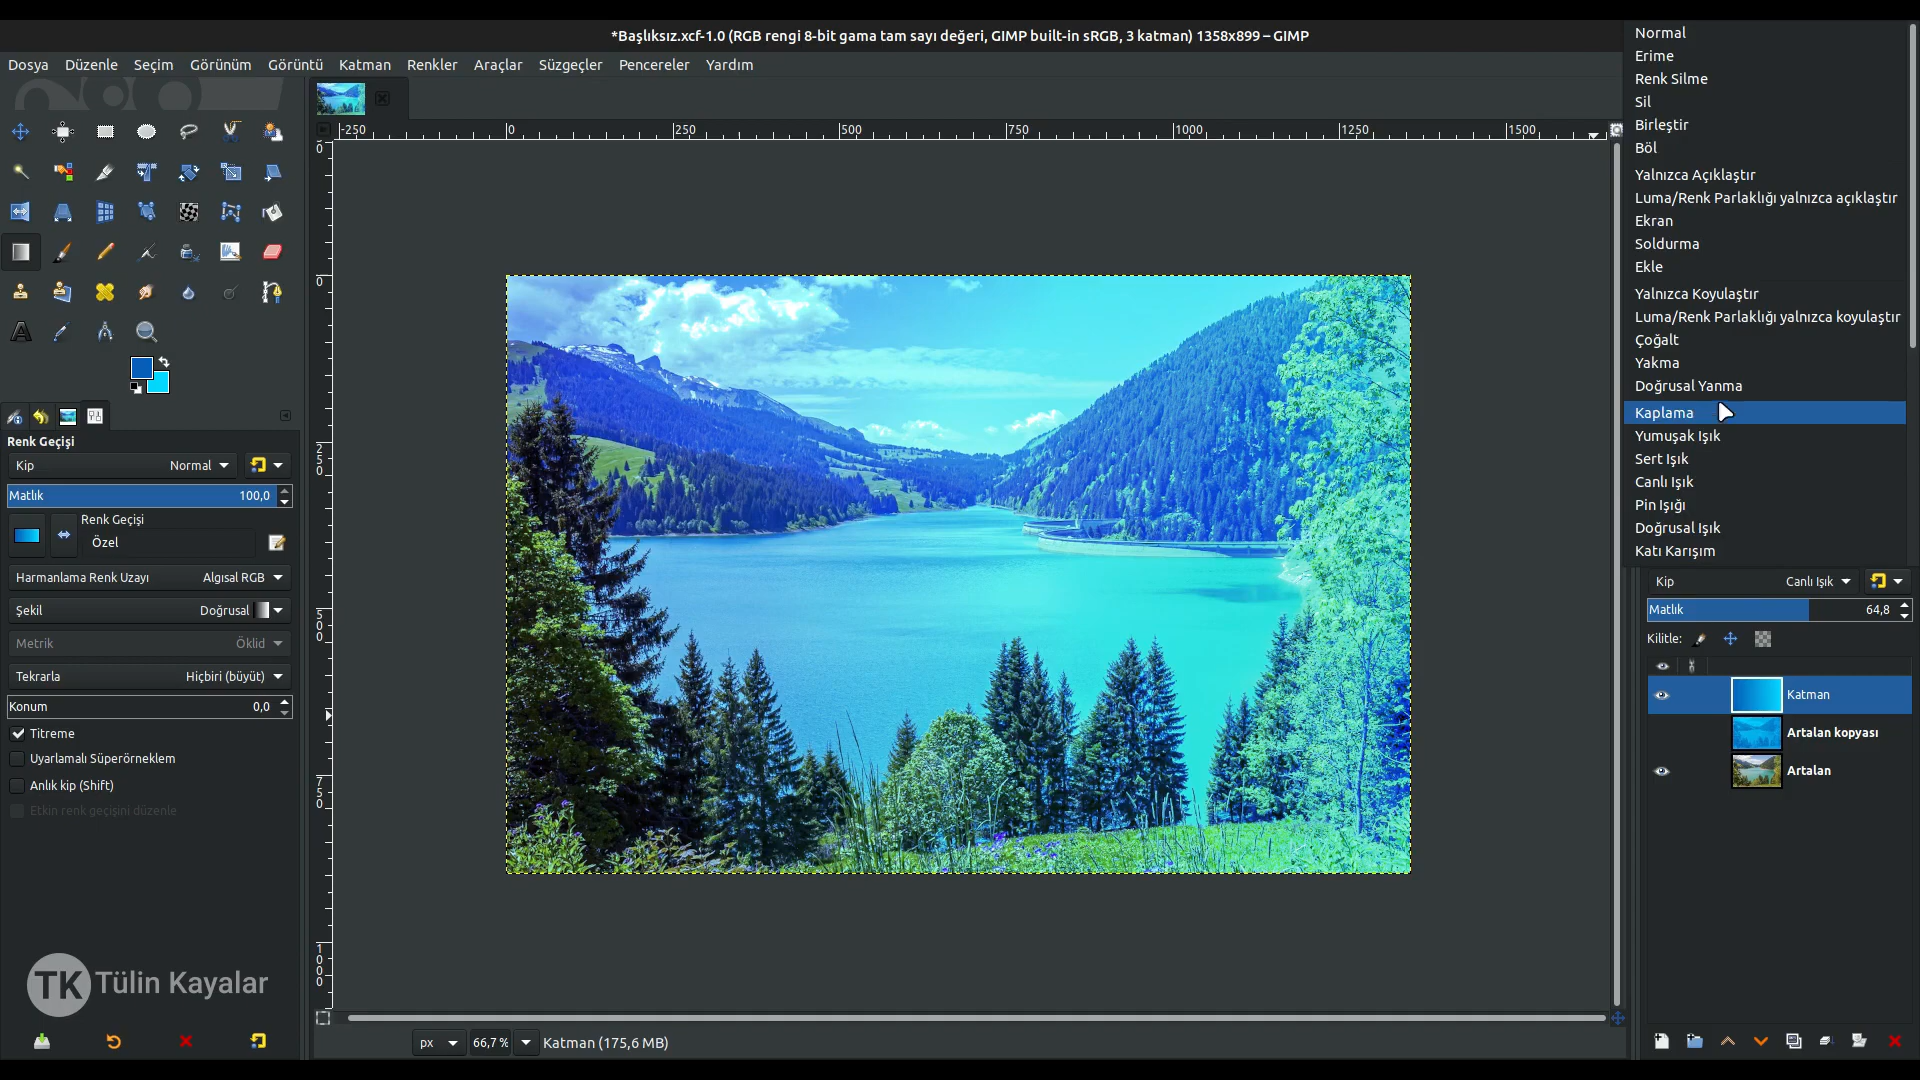 *Başlıksız.xcf-1.0 (RGB rengi 8-bit gama tam sayı değeri, GIMP built-in sRGB, 3 katman) 1358x899 – GIMP
Dosya Düzenle Seçim Görünüm Görüntü Katman Renkler Araçlar Süzgeçler Pencereler Yardım
-250 0 250 500 750 1000 1250 1500
0
0
250
500
750
1000
Renk Geçişi
Kip Normal
Matlık 100,0
Renk Geçişi
Özel
Harmanlama Renk Uzayı Algısal RGB
Şekil Doğrusal
Metrik Öklid
Tekrarla Hiçbiri (büyüt)
Konum 0,0
Titreme
Uyarlamalı Süperörneklem
Anlık kip (Shift)
Etkin renk geçişini düzenle
TK Tülin Kayalar
px 66,7 % Katman (175,6 MB)
Normal
Erime
Renk Silme
Sil
Birleştir
Böl
Yalnızca Açıklaştır
Luma/Renk Parlaklığı yalnızca açıklaştır
Ekran
Soldurma
Ekle
Yalnızca Koyulaştır
Luma/Renk Parlaklığı yalnızca koyulaştır
Çoğalt
Yakma
Doğrusal Yanma
Kaplama
Yumuşak Işık
Sert Işık
Canlı Işık
Pin Işığı
Doğrusal Işık
Katı Karışım
Kip Canlı Işık
Matlık 64,8
Kilitle:
Katman
Artalan kopyası
Artalan